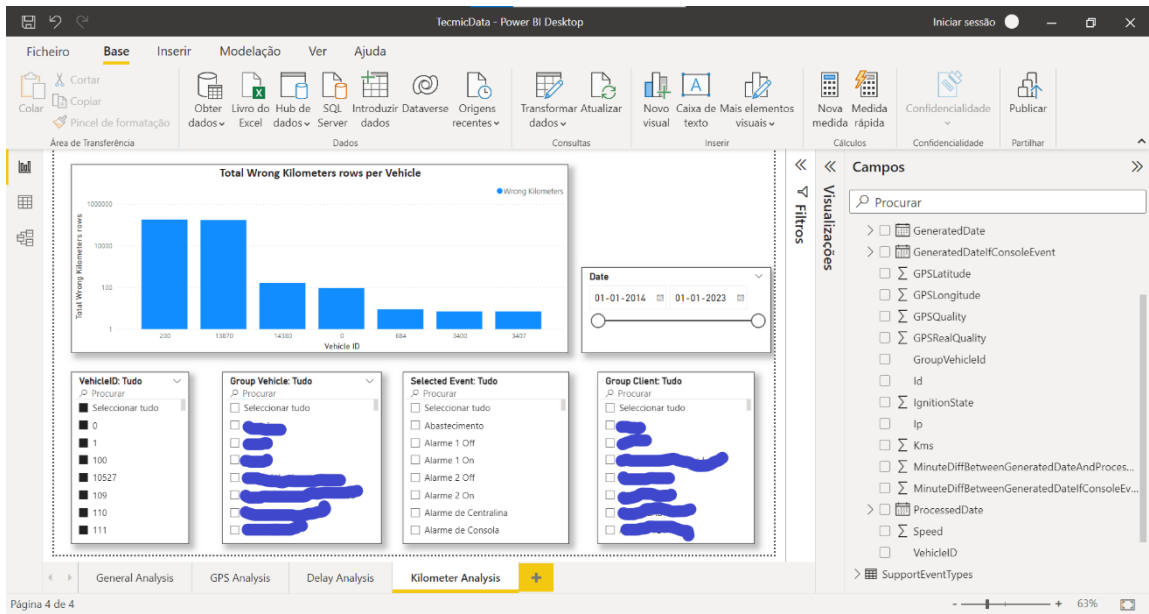 TecmicData - Power BI Desktop
Iniciar sessão
Ficheiro Base Inserir Modelação Ver Ajuda
Colar
Cortar
Copiar
Pincel de formatação
Área de Transferência
Obter dados
Livro do Excel
Hub de dados
SQL Server
Introduzir dados
Dataverse
Origens recentes
Dados
Transformar dados
Atualizar
Consultas
Novo visual
Caixa de texto
Mais elementos visuais
Inserir
Nova medida
Medida rápida
Cálculos
Confidencialidade
Confidencialidade
Publicar
Partilhar
Total Wrong Kilometers rows per Vehicle
Wrong Kilometers
Total Wrong Kilometers rows
1000000
10000
100
1
200 13870 14380 0 684 3400 3407
Vehicle ID
Date
01-01-2014 01-01-2023
VehicleID: Tudo
Procurar
Seleccionar tudo
0
1
100
10527
109
110
111
Group Vehicle: Tudo
Procurar
Seleccionar tudo
Selected Event: Tudo
Procurar
Seleccionar tudo
Abastecimento
Alarme 1 Off
Alarme 1 On
Alarme 2 Off
Alarme 2 On
Alarme de Centralina
Alarme de Consola
Group Client: Tudo
Procurar
Seleccionar tudo
Filtros
Visualizações
Campos
Procurar
GeneratedDate
GeneratedDateIfConsoleEvent
GPSLatitude
GPSLongitude
GPSQuality
GPSRealQuality
GroupVehicleId
Id
IgnitionState
Ip
Kms
MinuteDiffBetweenGeneratedDateAndProces...
MinuteDiffBetweenGeneratedDateIfConsoleEv...
ProcessedDate
Speed
VehicleID
SupportEventTypes
General Analysis GPS Analysis Delay Analysis Kilometer Analysis
Página 4 de 4
63%